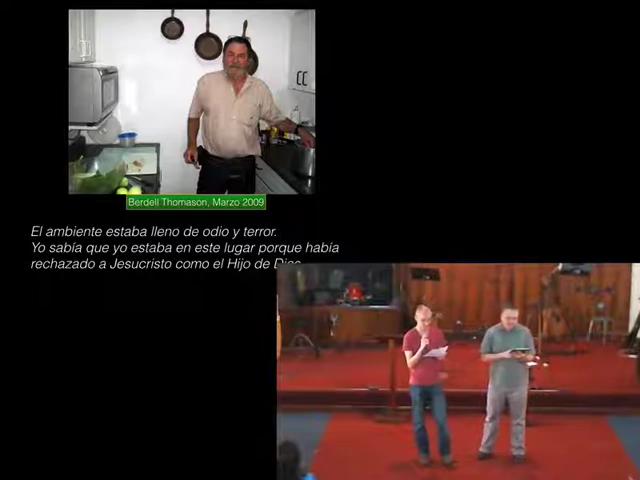 Berdell Thomason, Marzo 2009
El ambiente estaba lleno de odio y terror.
Yo sabía que yo estaba en este lugar porque había
rechazado a Jesucristo como el Hijo de Dios